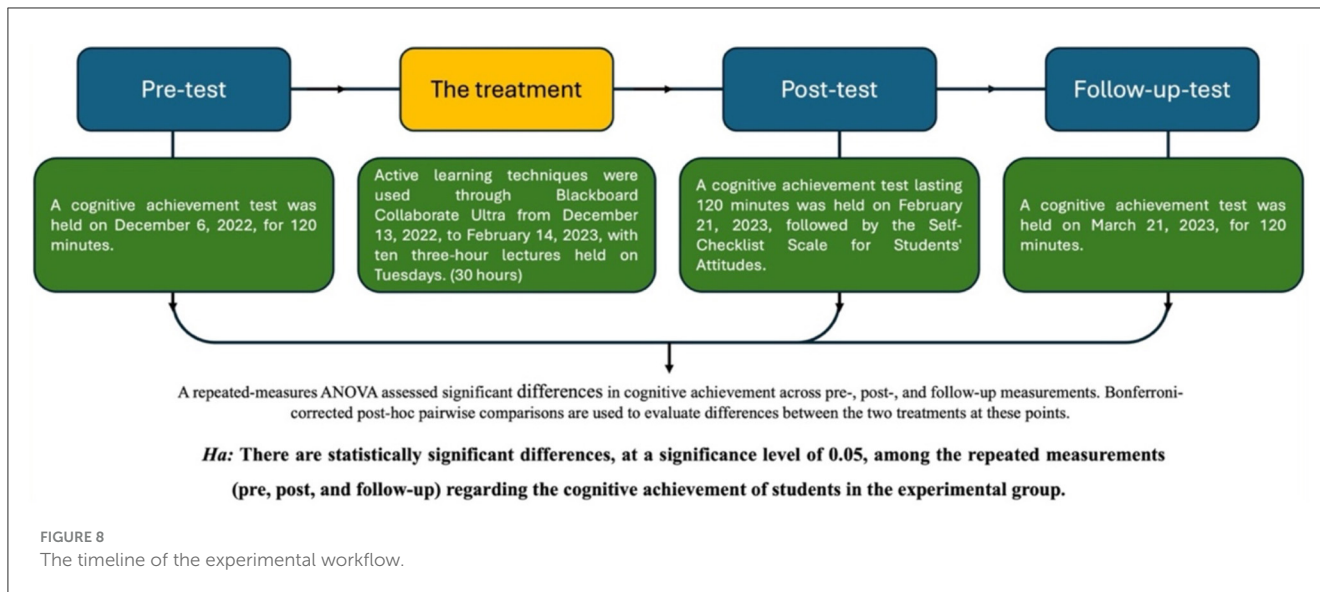 Pre-test
The treatment
Post-test
Follow-up-test
A cognitive achievement test was
held on December 6, 2022, for 120
minutes.
Active learning techniques were
used through Blackboard
Collaborate Ultra from December
13, 2022, to February 14, 2023, with
ten three-hour lectures held on
Tuesdays. (30 hours)
A cognitive achievement test lasting
120 minutes was held on February
21, 2023, followed by the Self-
Checklist Scale for Students'
Attitudes.
A cognitive achievement test was
held on March 21, 2023, for 120
minutes.
A repeated-measures ANOVA assessed significant differences in cognitive achievement across pre-, post-, and follow-up measurements. Bonferroni-
corrected post-hoc pairwise comparisons are used to evaluate differences between the two treatments at these points.
Ha: There are statistically significant differences, at a significance level of 0.05, among the repeated measurements
(pre, post, and follow-up) regarding the cognitive achievement of students in the experimental group.
FIGURE 8
The timeline of the experimental workflow.